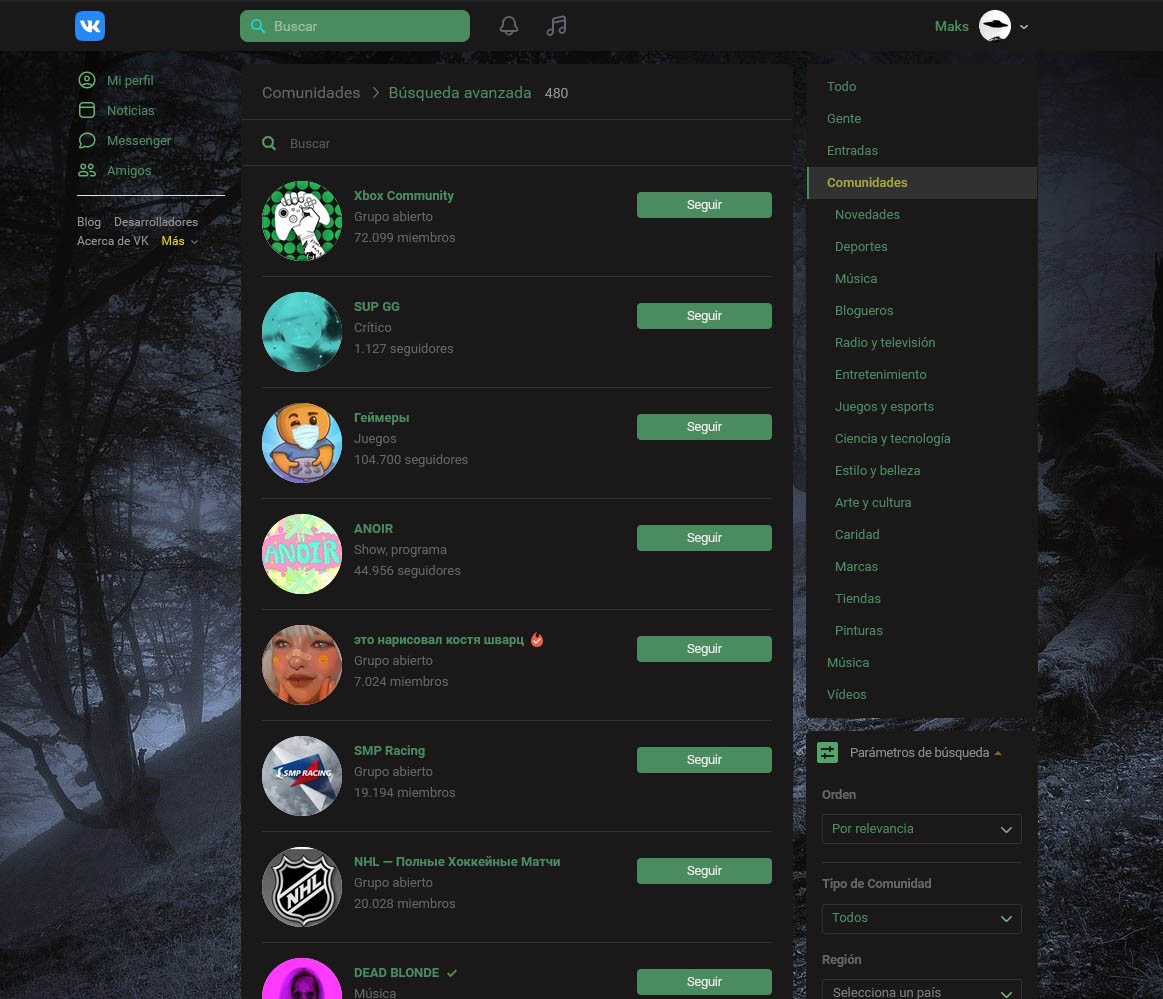 Buscar
Maks
Mi perfil
Noticias
Messenger
Amigos
Blog Desarrolladores
Acerca de VK Más
Comunidades > Búsqueda avanzada 480
Buscar
Xbox Community
Grupo abierto
72.099 miembros
Seguir
SUP GG
Crítico
1.127 seguidores
Seguir
Геймеры
Juegos
104.700 seguidores
Seguir
ANOIR
ANOIR
Show, programa
44.956 seguidores
Seguir
это нарисовал костя шварц
Grupo abierto
7.024 miembros
Seguir
SMP RACING
SMP Racing
Grupo abierto
19.194 miembros
Seguir
NHL
NHL — Полные Хоккейные Матчи
Grupo abierto
20.028 miembros
Seguir
DEAD BLONDE
Música
Seguir
Todo
Gente
Entradas
Comunidades
Novedades
Deportes
Música
Blogueros
Radio y televisión
Entretenimiento
Juegos y esports
Ciencia y tecnología
Estilo y belleza
Arte y cultura
Caridad
Marcas
Tiendas
Pinturas
Música
Vídeos
Parámetros de búsqueda
Orden
Por relevancia
Tipo de Comunidad
Todos
Región
Selecciona un país